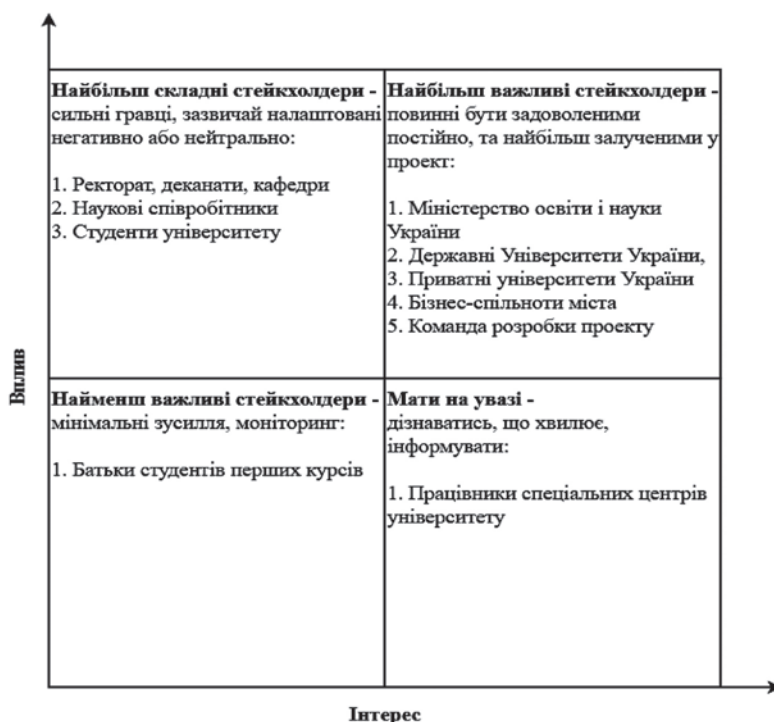 Найбільш складні стейкхолдери -
сильні гравці, зазвичай налаштовані
негативно або нейтрально:
1. Ректорат, деканати, кафедри
2. Наукові співробітники
3. Студенти університету
Найбільш важливі стейкхолдери -
повинні бути задоволеними
постійно, та найбільш залученими у
проект:
1. Міністерство освіти і науки
України
2. Державні Університети України,
3. Приватні університети України
4. Бізнес-спільноти міста
5. Команда розробки проекту
Вплив
Найменш важливі стейкхолдери -
мінімальні зусилля, моніторинг:
1. Батьки студентів перших курсів
Мати на увазі -
дізнаватись, що хвилює,
інформувати:
1. Працівники спеціальних центрів
університету
Інтерес